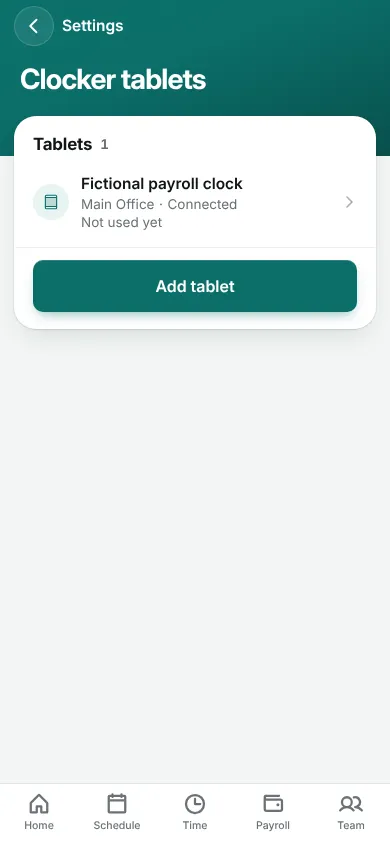 Settings
Clocker tablets
Tablets 1
Fictional payroll clock
Main Office · Connected
Not used yet
Add tablet
Home
Schedule
Time
Payroll
Team